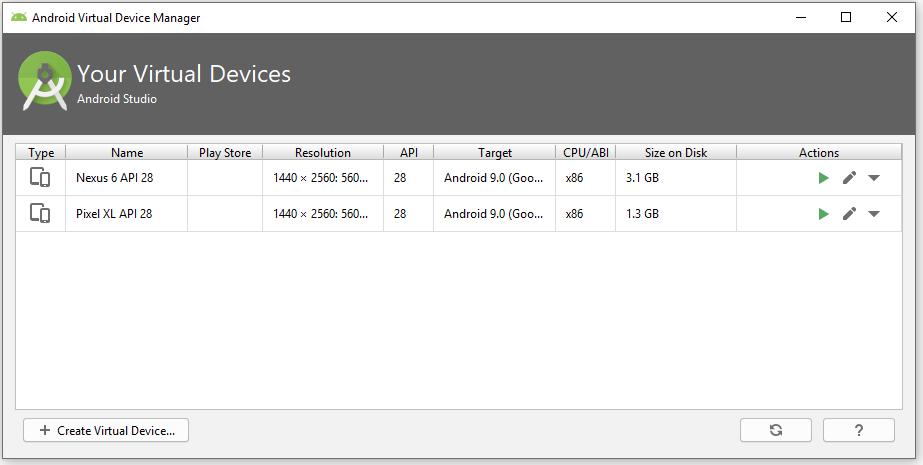 Android Virtual Device Manager
Your Virtual Devices
Android Studio
Type Name Play Store Resolution API Target CPU/ABI Size on Disk Actions
Nexus 6 API 28 1440 × 2560: 560... 28 Android 9.0 (Goo... x86 3.1 GB
Pixel XL API 28 1440 × 2560: 560... 28 Android 9.0 (Goo... x86 1.3 GB
+ Create Virtual Device... ?